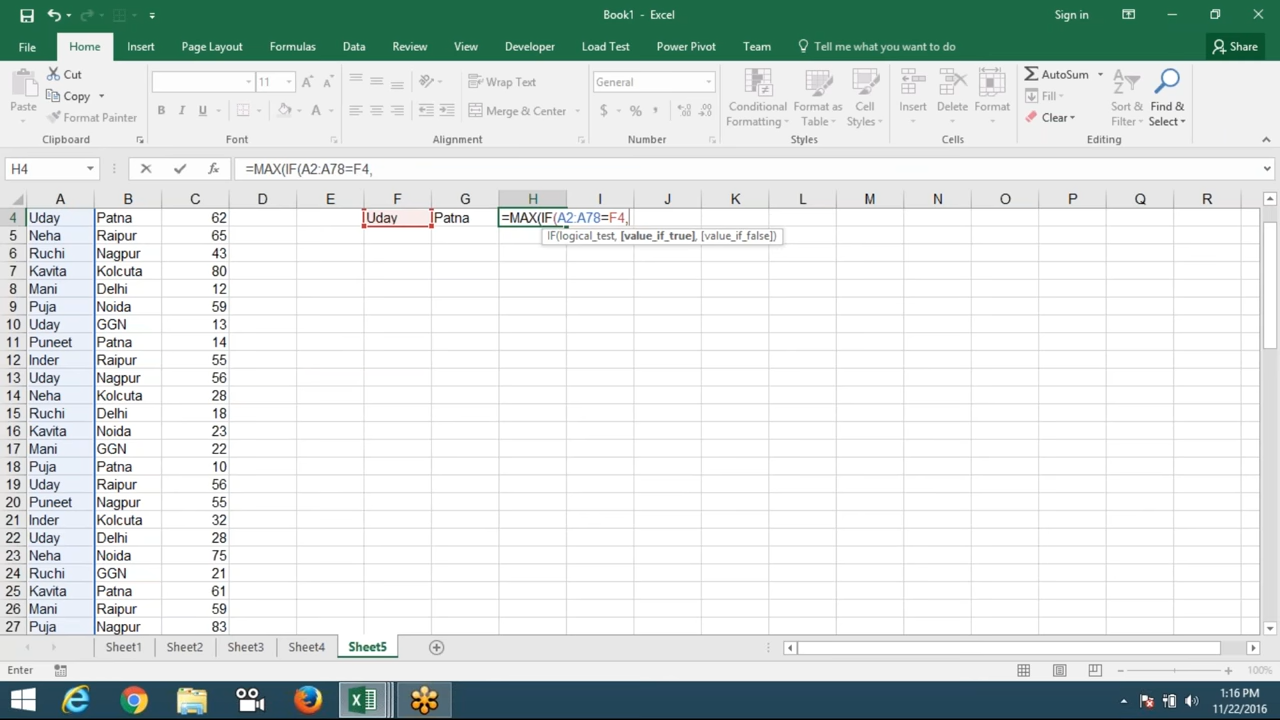 Book1 - Excel
Sign in
File Home Insert Page Layout Formulas Data Review View Developer Load Test Power Pivot Team Tell me what you want to do Share
Paste
Cut
Copy
Format Painter
Clipboard
11
B I U
Font
Wrap Text
Merge & Center
Alignment
General
$ % ,
Number
Conditional Formatting
Format as Table
Cell Styles
Styles
Insert
Delete
Format
Cells
AutoSum
Fill
Clear
Sort & Filter
Find & Select
Editing
H4 =MAX(IF(A2:A78=F4,
A B C D E F G H I J K L M N O P Q R
4 Uday Patna 62 Uday Patna =MAX(IF(A2:A78=F4,
IF(logical_test, [value_if_true], [value_if_false])
5 Neha Raipur 65
6 Ruchi Nagpur 43
7 Kavita Kolcuta 80
8 Mani Delhi 12
9 Puja Noida 59
10 Uday GGN 13
11 Puneet Patna 14
12 Inder Raipur 55
13 Uday Nagpur 56
14 Neha Kolcuta 28
15 Ruchi Delhi 18
16 Kavita Noida 23
17 Mani GGN 22
18 Puja Patna 10
19 Uday Raipur 56
20 Puneet Nagpur 55
21 Inder Kolcuta 32
22 Uday Delhi 28
23 Neha Noida 75
24 Ruchi GGN 21
25 Kavita Patna 61
26 Mani Raipur 59
27 Puja Nagpur 83
Sheet1 Sheet2 Sheet3 Sheet4 Sheet5
Enter 100%
1:16 PM
11/22/2016